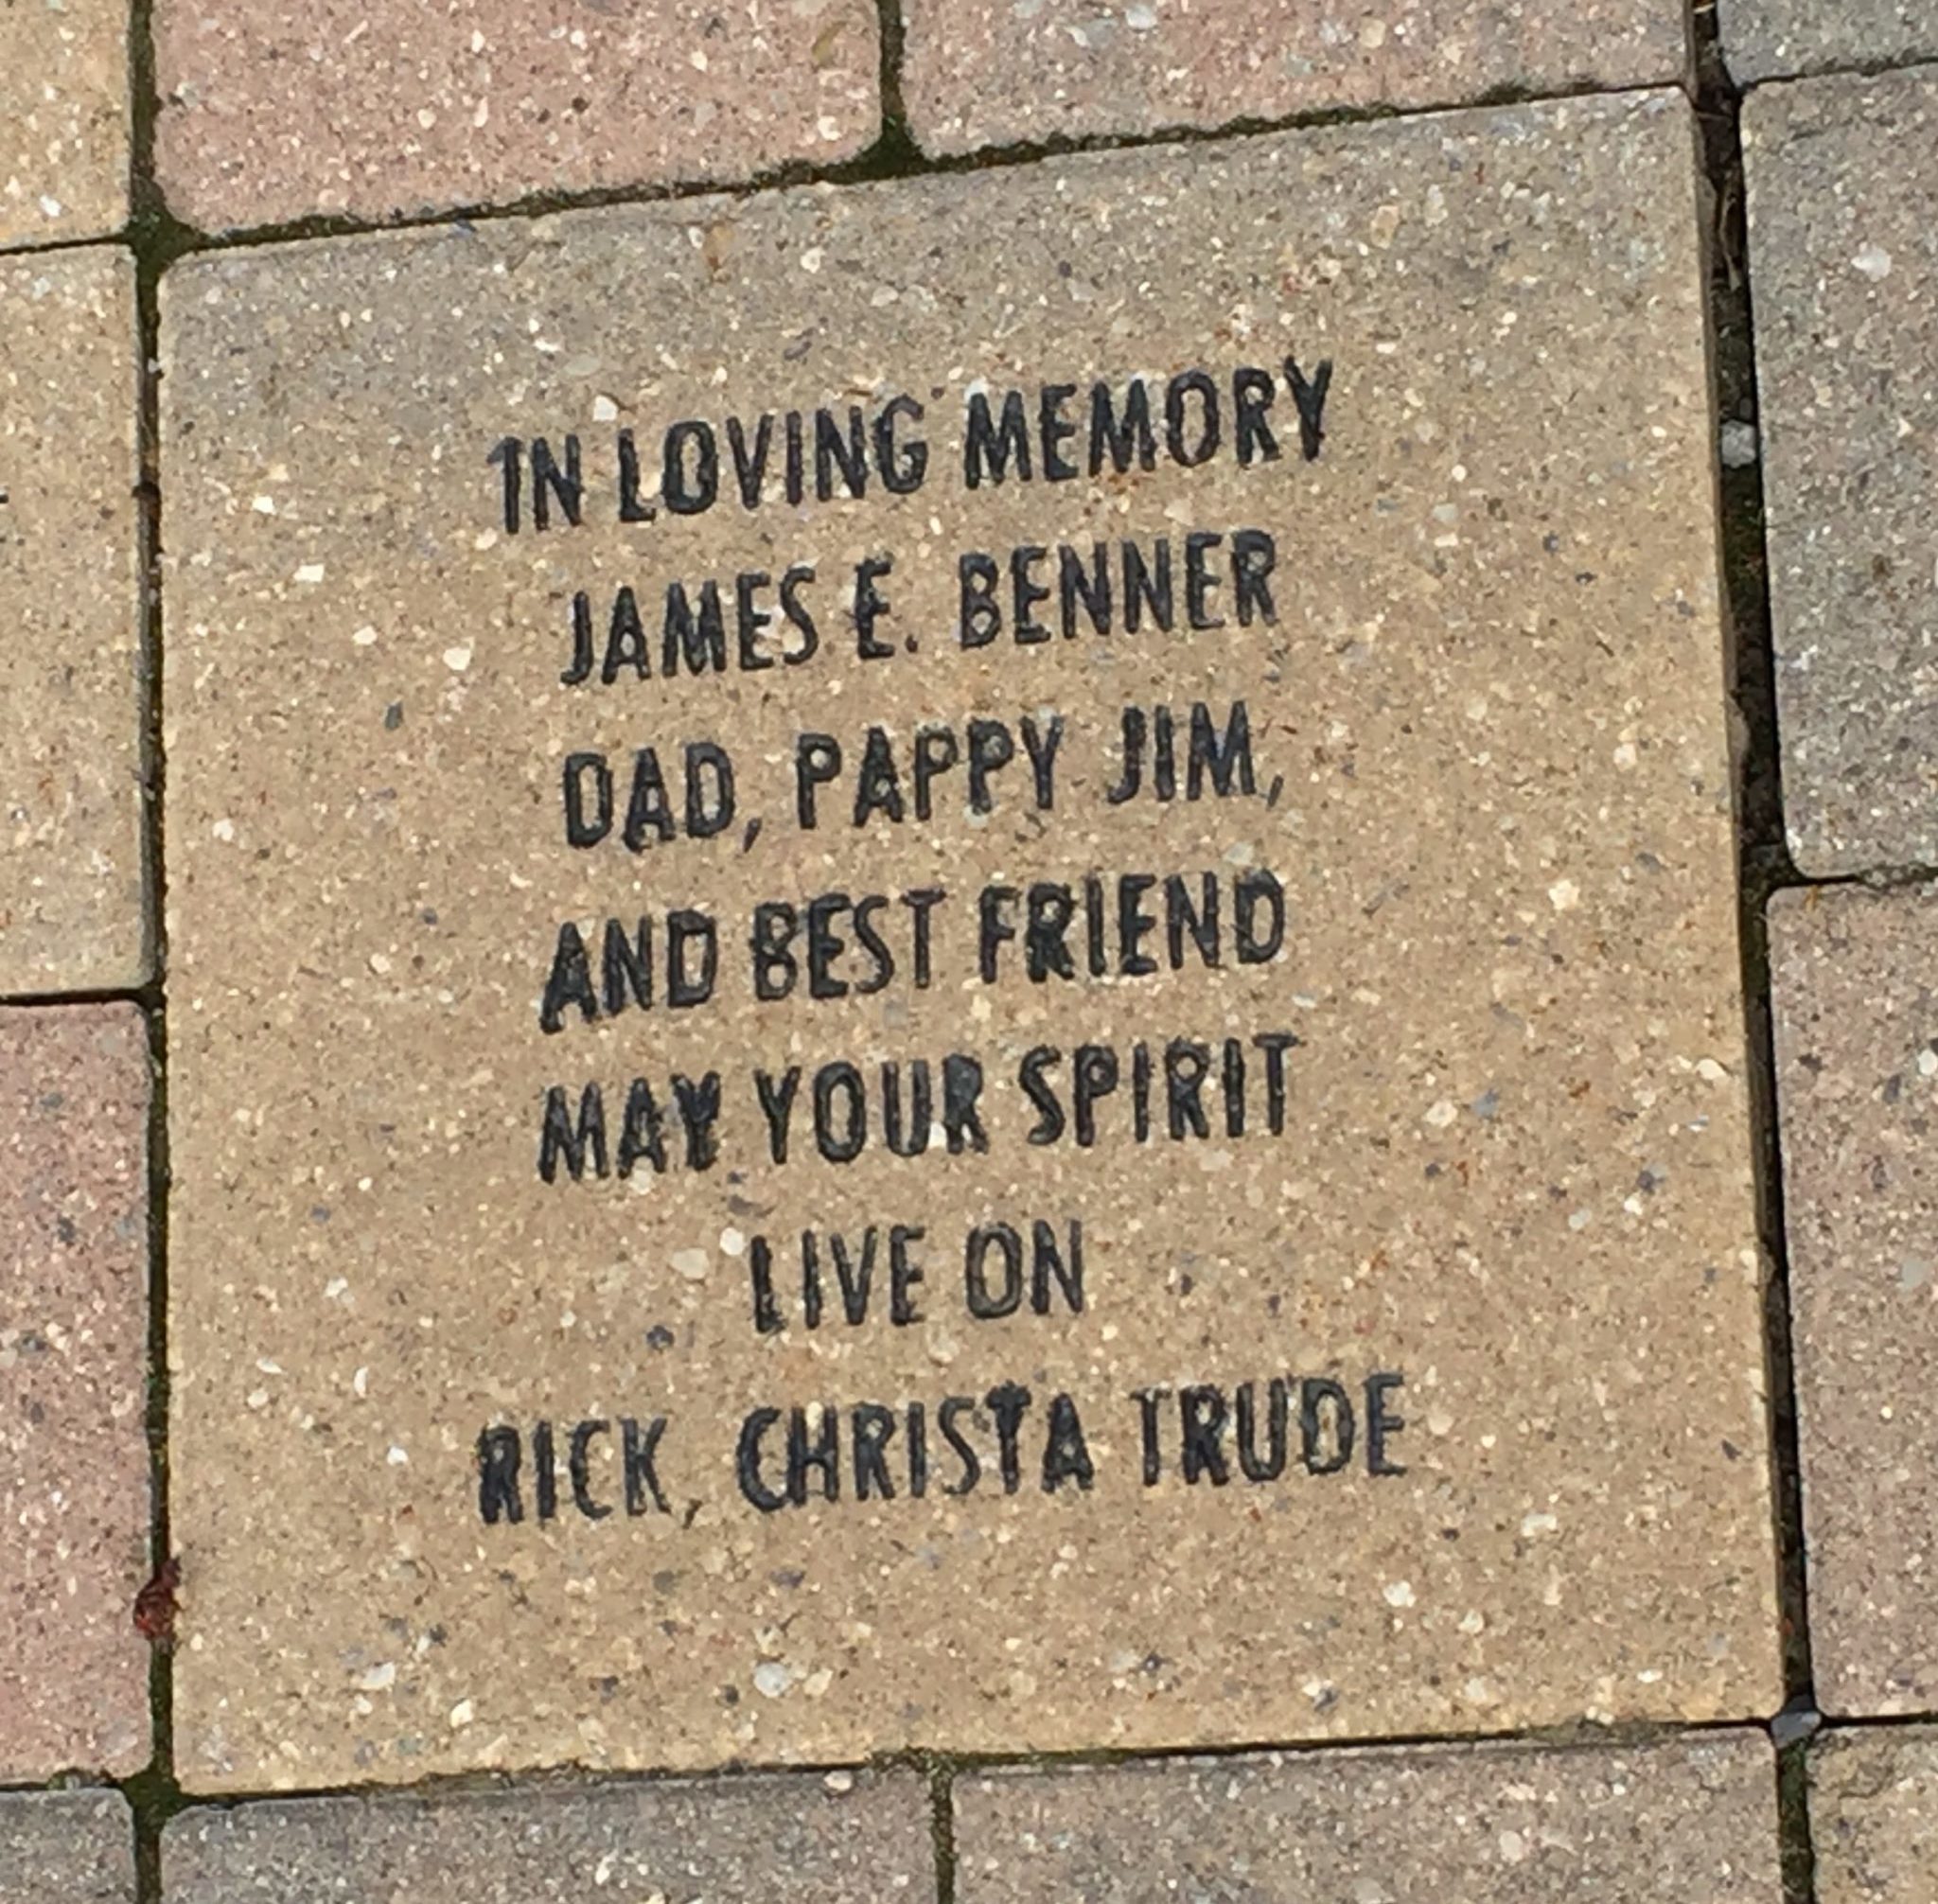 IN LOVING MEMORY
JAMES E. BENNER
DAD, PAPPY JIM,
AND BEST FRIEND
MAY YOUR SPIRIT
LIVE ON
RICK, CHRISTA TRUDE